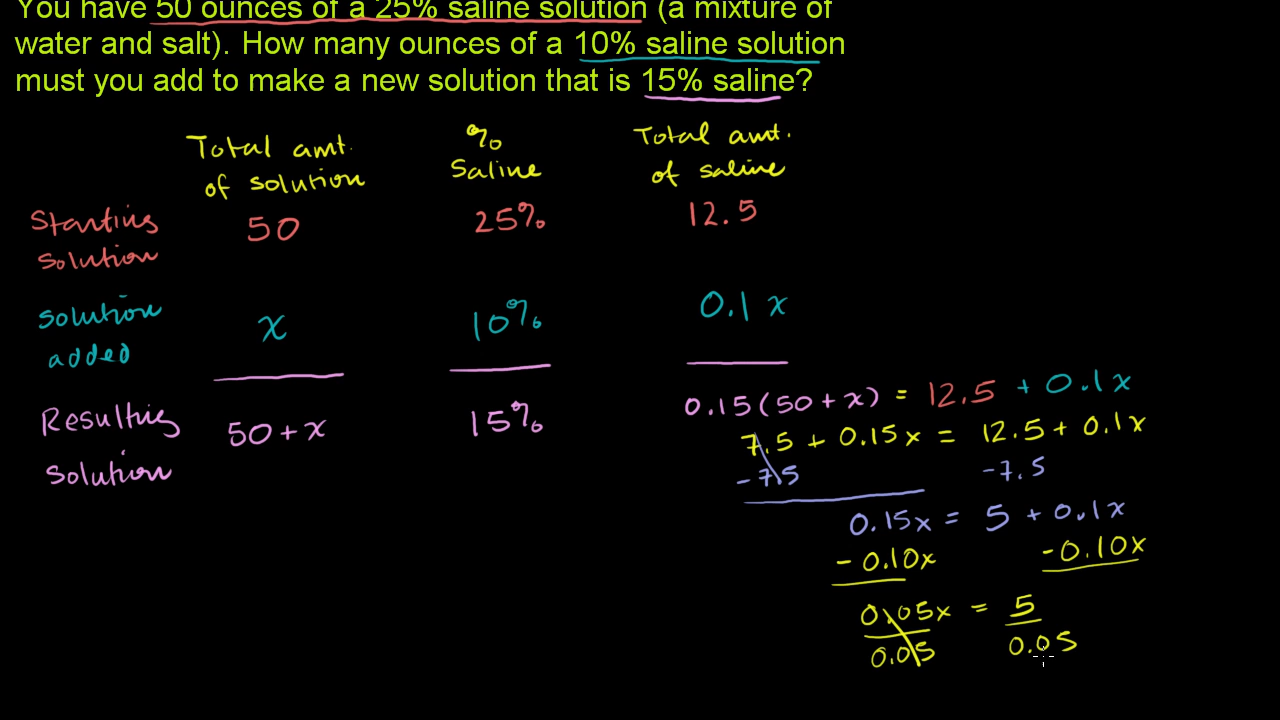 You have 50 ounces of a 25% saline solution (a mixture of
water and salt). How many ounces of a 10% saline solution
must you add to make a new solution that is 15% saline?
Total amt. of solution
% Saline
Total amt. of saline
Starting solution
50
25%
12.5
Solution added
x
10%
0.1x
Resulting solution
50+x
15%
0.15(50+x) = 12.5 + 0.1x
7.5 + 0.15x = 12.5 + 0.1x
-7.5 -7.5
0.15x = 5 + 0.1x
-0.10x -0.10x
0.05x = 5
0.05 0.05